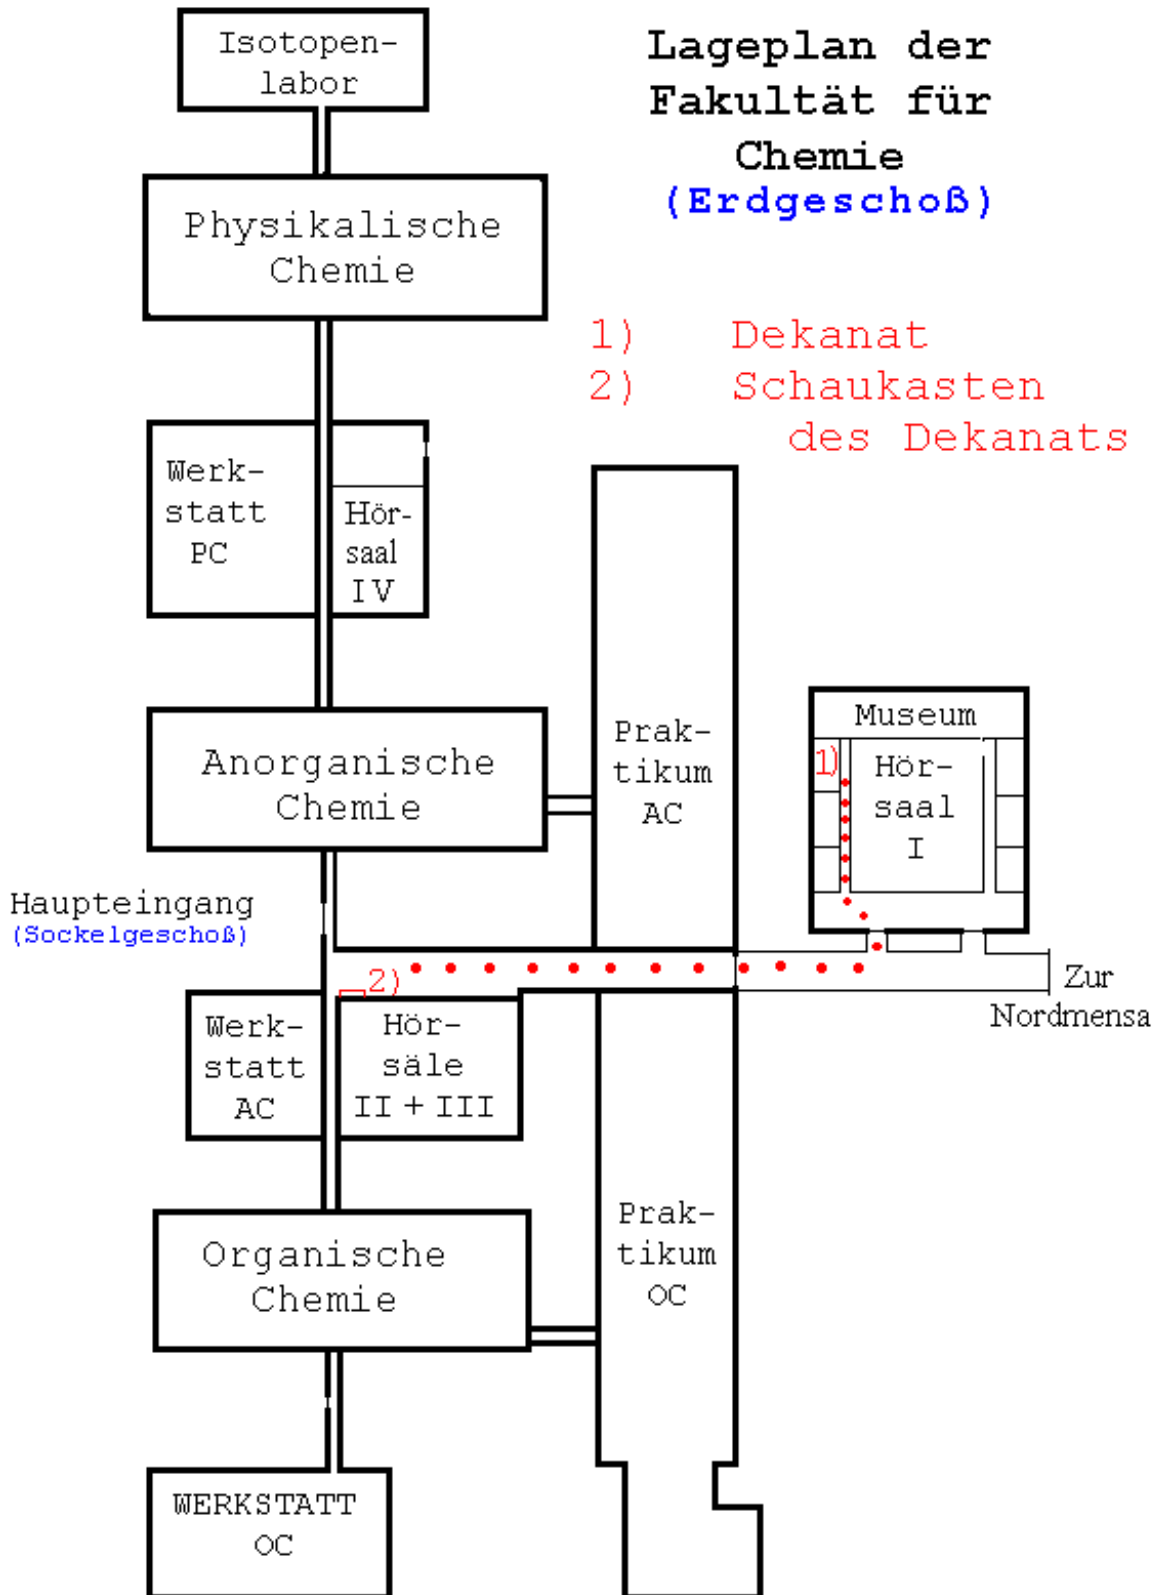 Lageplan der
Fakultät für
Chemie
(Erdgeschoß)
1) Dekanat
2) Schaukasten
des Dekanats
Isotopen-
labor
Physikalische
Chemie
Werk-
statt
PC
Hör-
saal
IV
Anorganische
Chemie
Prak-
tikum
AC
Museum
1)
Hör-
saal
I
Haupteingang
(Sockelgeschoß)
2)
Zur
Nordmensa
Werk-
statt
AC
Hör-
säle
II + III
Organische
Chemie
Prak-
tikum
OC
WERKSTATT
OC